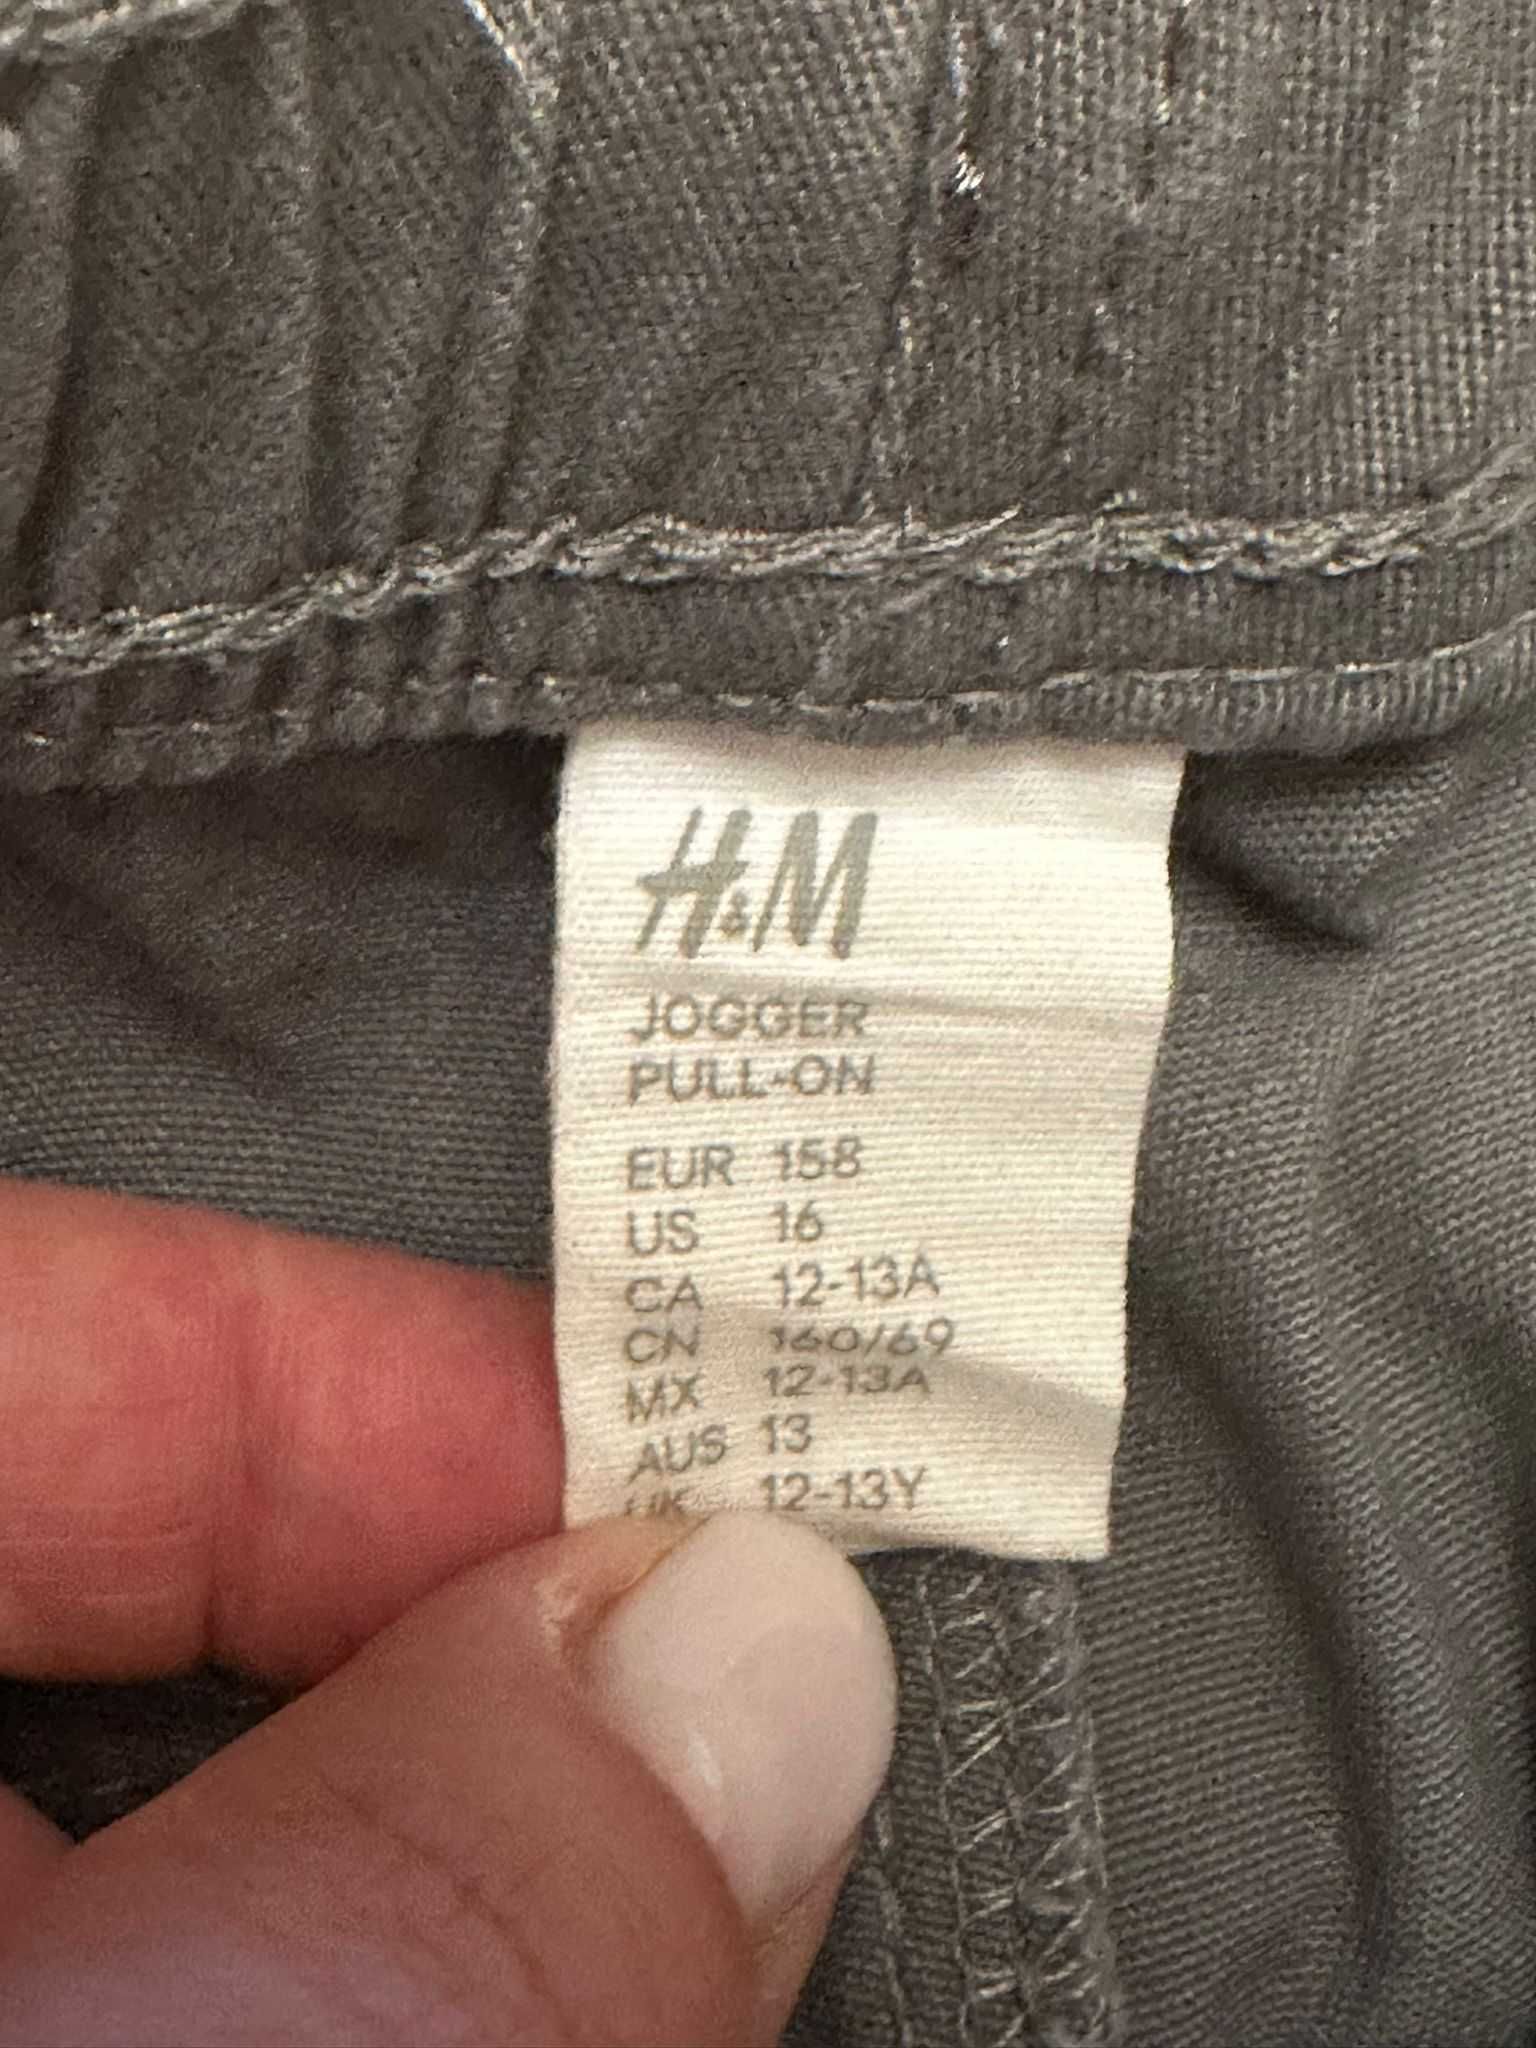 H&M
JOGGER
PULL-ON
EUR 158
US 16
CA 12-13A
CN 160/69
MX 12-13A
AUS 13
UK 12-13Y